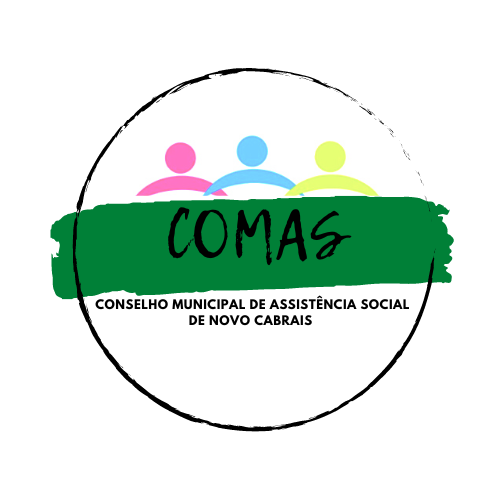 COMAS
CONSELHO MUNICIPAL DE ASSISTÊNCIA SOCIAL
DE NOVO CABRAIS